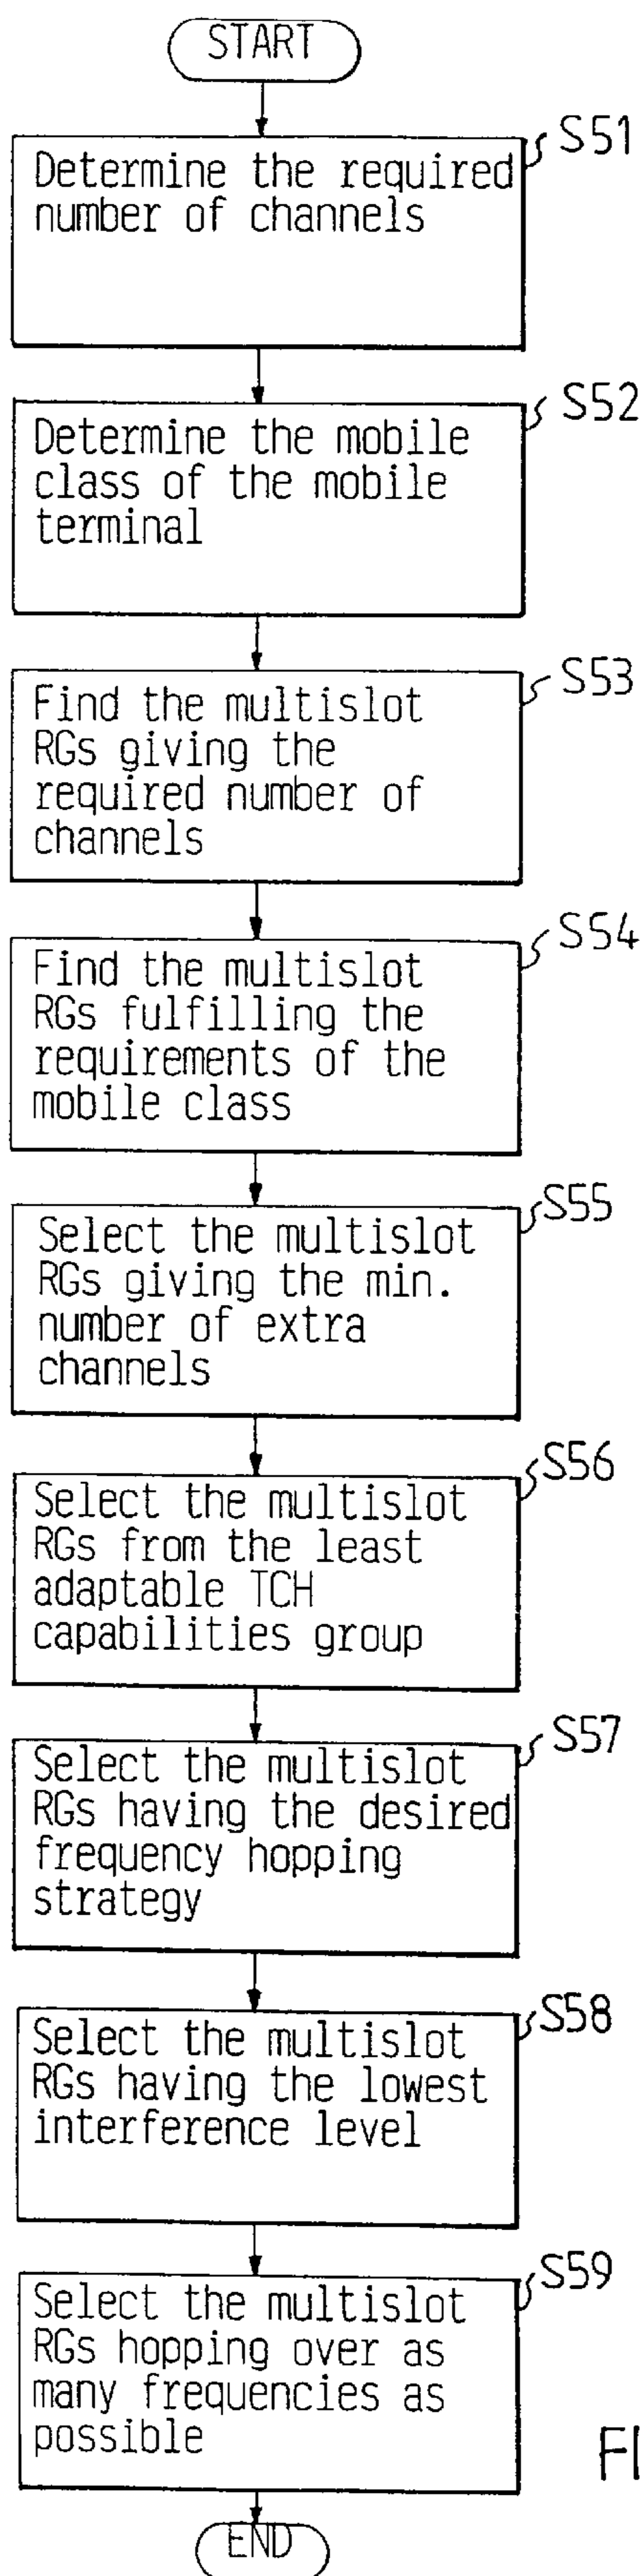 START
S51
Determine the required
number of channels
S52
Determine the mobile
class of the mobile
terminal
S53
Find the multislot
RGs giving the
required number of
channels
S54
Find the multislot
RGs fulfilling the
requirements of the
mobile class
S55
Select the multislot
RGs giving the min.
number of extra
channels
S56
Select the multislot
RGs from the least
adaptable TCH
capabilities group
S57
Select the multislot
RGs having the desired
frequency hopping
strategy
S58
Select the multislot
RGs having the lowest
interference level
S59
Select the multislot
RGs hopping over as
many frequencies as
possible
FI
END